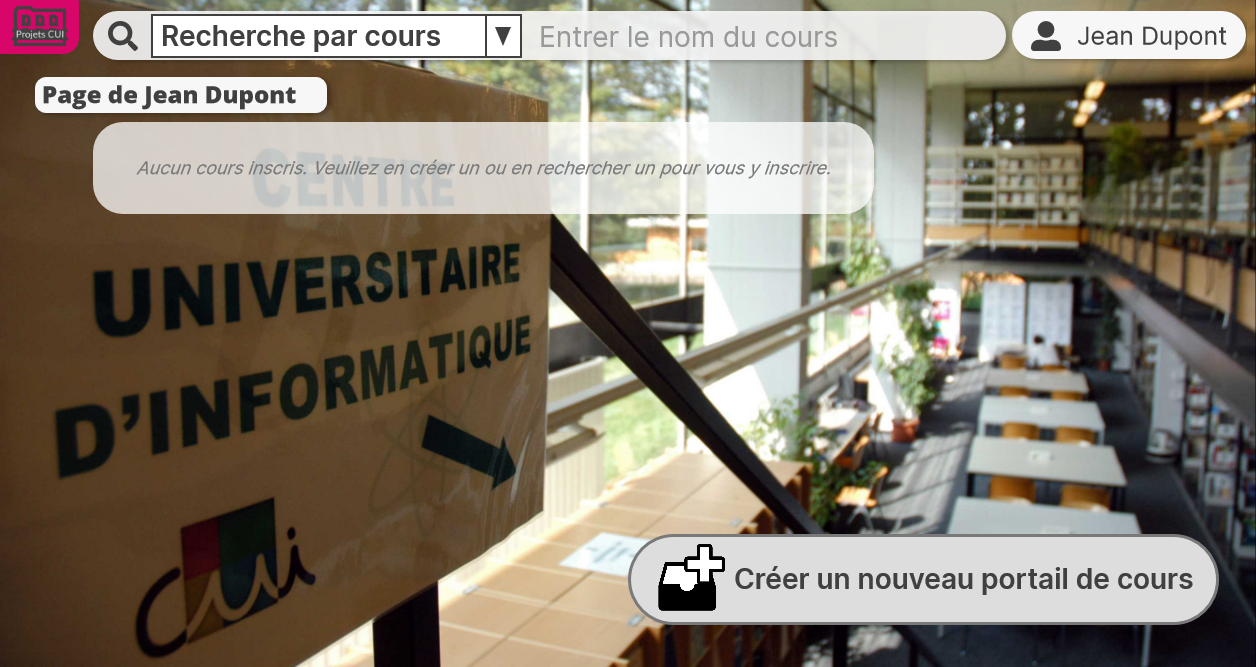 Projets CUI
Recherche par cours ▼
Entrer le nom du cours
Jean Dupont
Page de Jean Dupont
Aucun cours inscris. Veuillez en créer un ou en rechercher un pour vous y inscrire.
CENTRE
UNIVERSITAIRE
D'INFORMATIQUE
cui
Créer un nouveau portail de cours